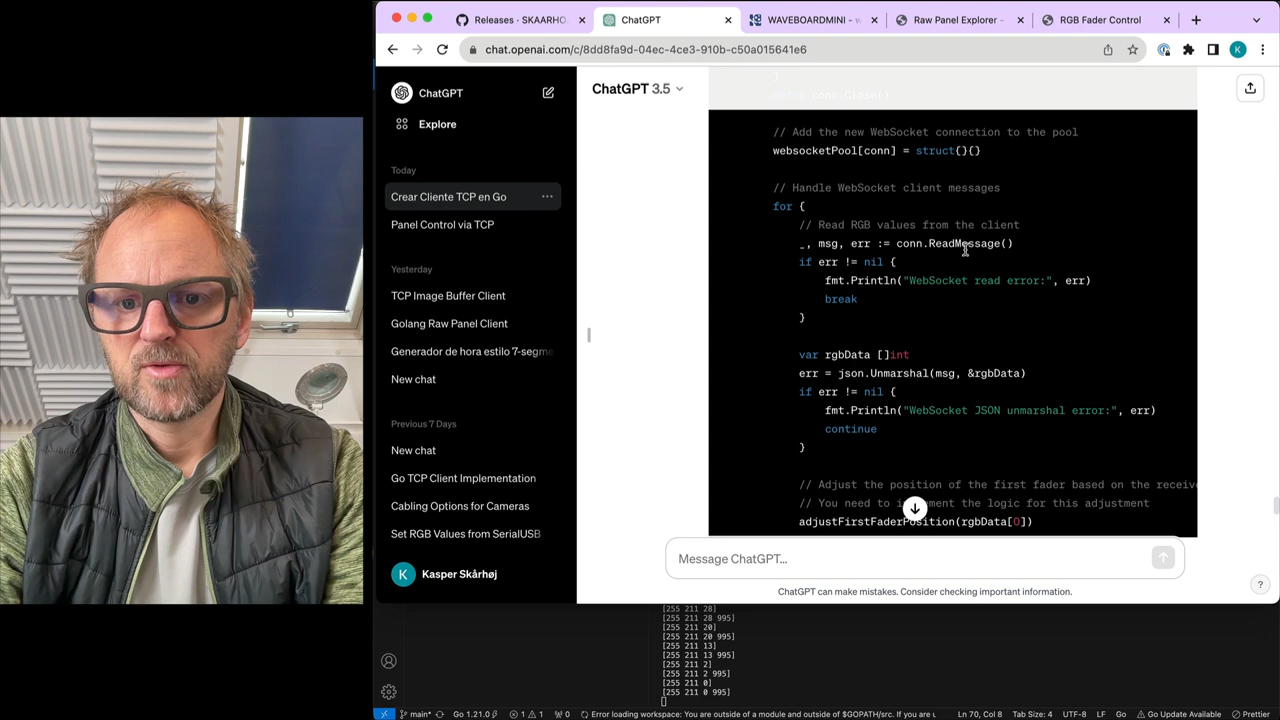 Releases · SKAARHO
ChatGPT
WAVEBOARDMINI -
Raw Panel Explorer -
RGB Fader Control
chat.openai.com/c/8dd8fa9d-04ec-4ce3-910b-c50a015641e6
K
ChatGPT
Explore
Today
Crear Cliente TCP en Go
Panel Control via TCP
Yesterday
TCP Image Buffer Client
Golang Raw Panel Client
Generador de hora estilo 7-segme
New chat
Previous 7 Days
New chat
Go TCP Client Implementation
Cabling Options for Cameras
Set RGB Values from SerialUSB
K Kasper Skårhøj
ChatGPT 3.5
}
conn.Close()
// Add the new WebSocket connection to the pool
websocketPool[conn] = struct{}{}
// Handle WebSocket client messages
for {
// Read RGB values from the client
_, msg, err := conn.ReadMessage()
if err != nil {
fmt.Println("WebSocket read error:", err)
break
}
var rgbData []int
err = json.Unmarshal(msg, &rgbData)
if err != nil {
fmt.Println("WebSocket JSON unmarshal error:", err)
continue
}
// Adjust the position of the first fader based on the receive
// You need to the logic for this adjustment
adjustFirstFaderPosition(rgbData[0])
Message ChatGPT...
?
ChatGPT can make mistakes. Consider checking important information.
[255 211 28]
[255 211 28 995]
[255 211 20]
[255 211 20 995]
[255 211 13]
[255 211 13 995]
[255 211 2]
[255 211 2 995]
[255 211 0]
[255 211 0 995]
main* Go 1.21.0 1 1 0 Error loading workspace: You are outside of a module and outside of $GOPATH/src. If you are u Ln 70, Col 8 Tab Size: 4 UTF-8 LF Go Go Update Available Prettier